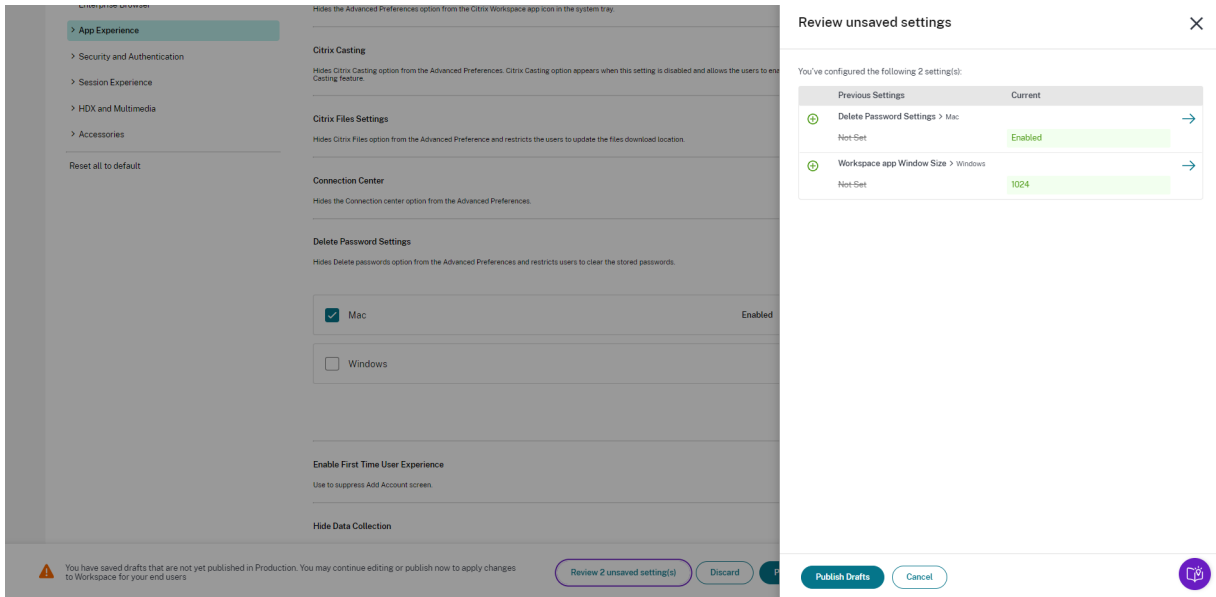 Enterprise Browser
App Experience
Security and Authentication
Session Experience
HDX and Multimedia
Accessories
Reset all to default
Hides the Advanced Preferences option from the Citrix Workspace app icon in the system tray.
Citrix Casting
Hides Citrix Casting option from the Advanced Preferences. Citrix Casting option appears when this setting is disabled and allows the users to
Casting feature.
Citrix Files Settings
Hides Citrix Files option from the Advanced Preference and restricts the users to update the files download location.
Connection Center
Hides the Connection center option from the Advanced Preferences.
Delete Password Settings
Hides Delete passwords option from the Advanced Preferences and restricts users to clear the stored passwords.
Mac Enabled
Windows
Enable First Time User Experience
Use to suppress Add Account screen.
Hide Data Collection
You have saved drafts that are not yet published in Production. You may continue editing or publish now to apply changes
to Workspace for your end users
Review 2 unsaved setting(s) Discard
Review unsaved settings
You've configured the following 2 setting(s):
Previous Settings Current
Delete Password Settings > Mac
Not Set Enabled
Workspace app Window Size > Windows
Not Set 1024
Publish Drafts Cancel